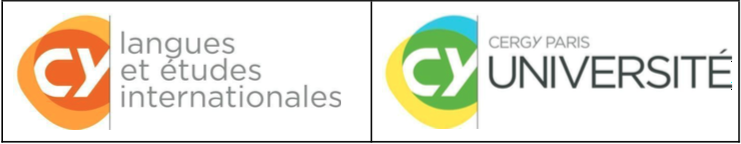 CY
langues
et études
internationales
CY
CERGY PARIS
UNIVERSITÉ